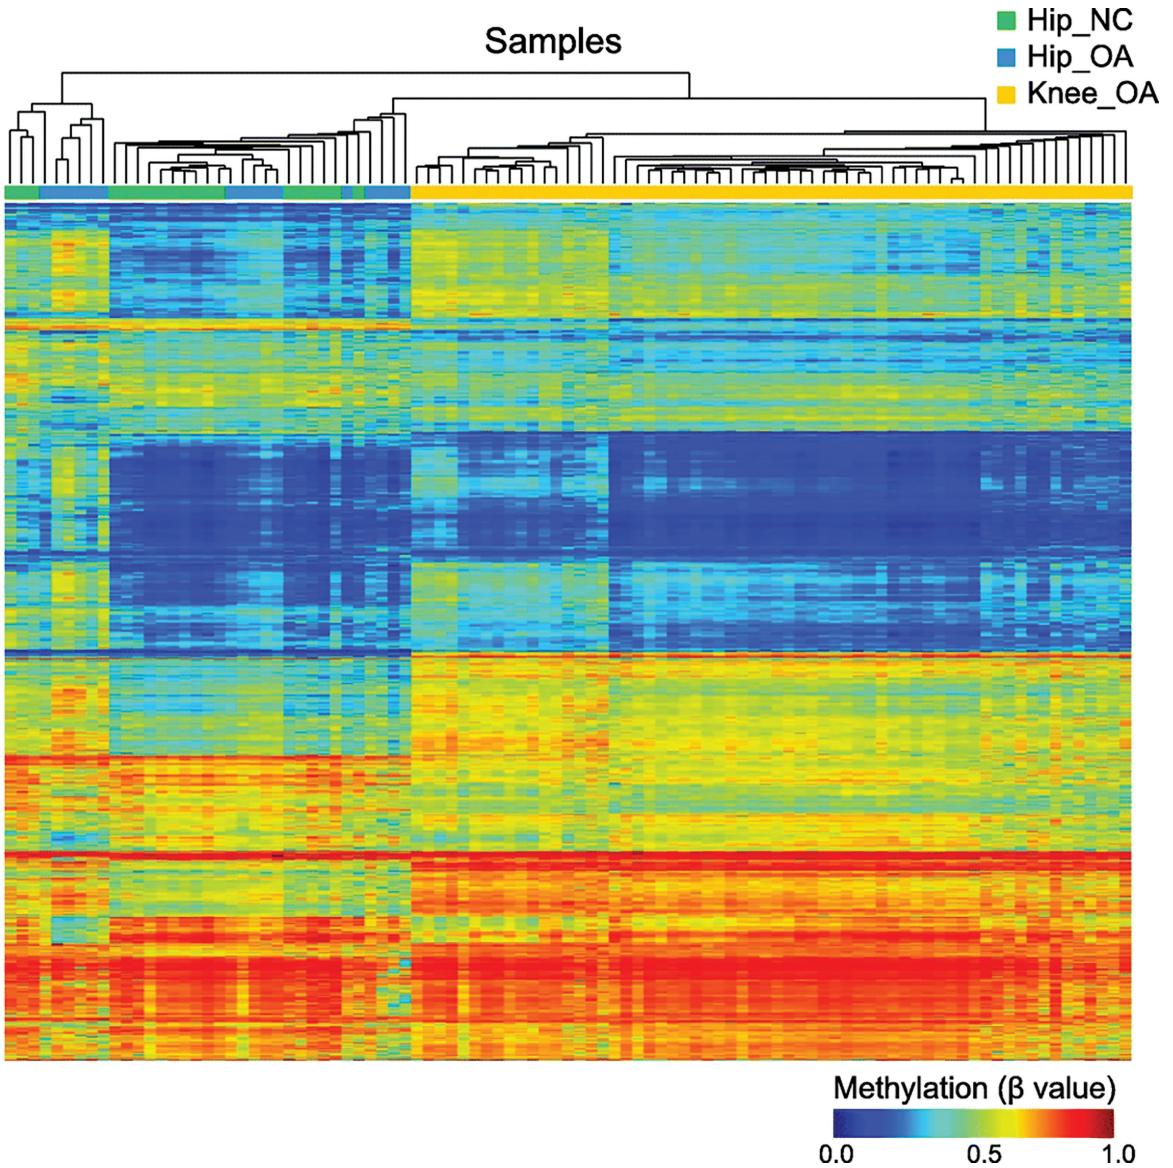 Samples
Hip_NC
Hip_OA
Knee_OA
Methylation (β value)
0.0 0.5 1.0